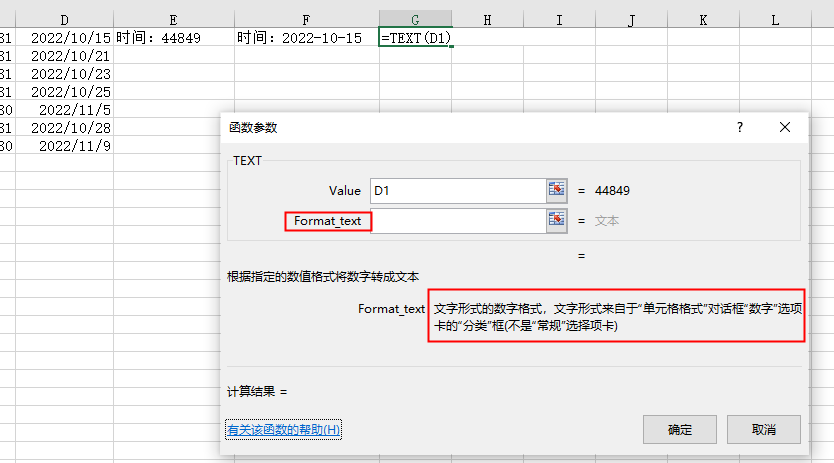 D E F G H I J K L
31 2022/10/15 时间：44849 时间：2022-10-15 =TEXT(D1)
31 2022/10/21
31 2022/10/23
31 2022/10/25
30 2022/11/5
31 2022/10/28
30 2022/11/9
函数参数 ?
TEXT
Value D1 = 44849
Format_text = 文本
=
根据指定的数值格式将数字转成文本
Format_text 文字形式的数字格式，文字形式来自于“单元格格式”对话框“数字”选项
卡的“分类”框(不是“常规”选择项卡)
计算结果 =
有关该函数的帮助(H) 确定 取消